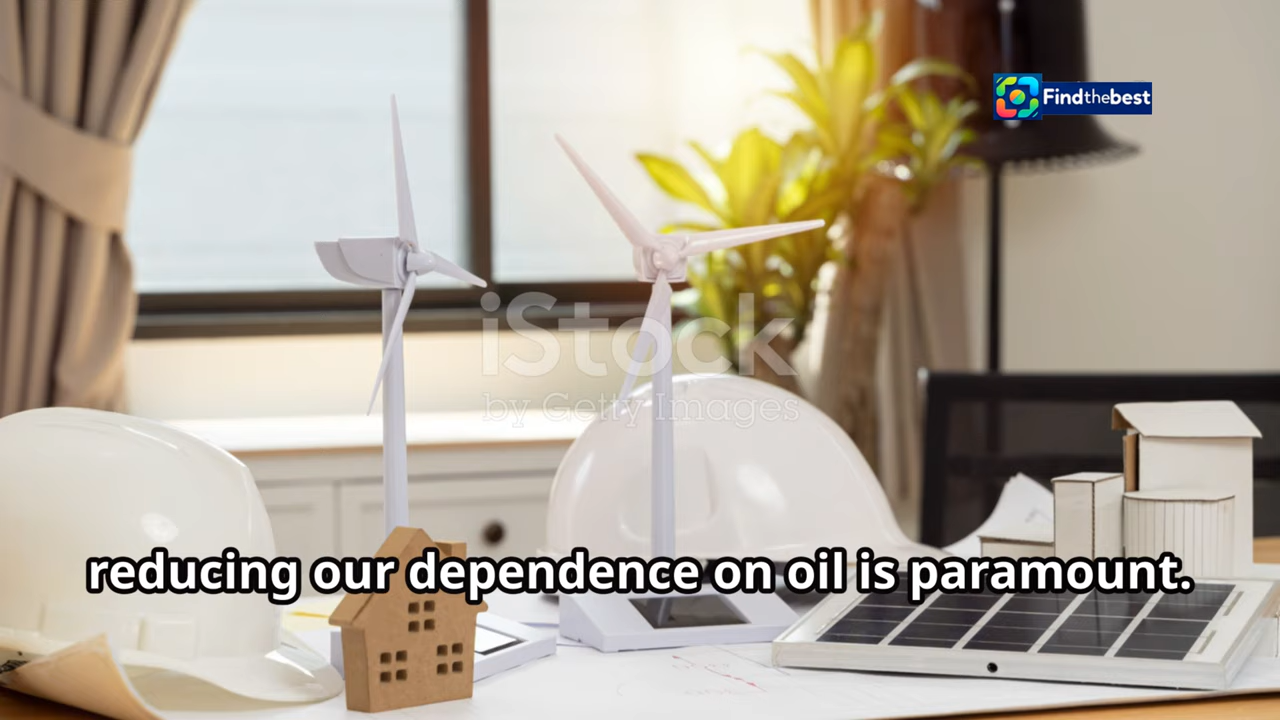 Findthebest
iStock
by Getty Images
reducing our dependence on oil is paramount.